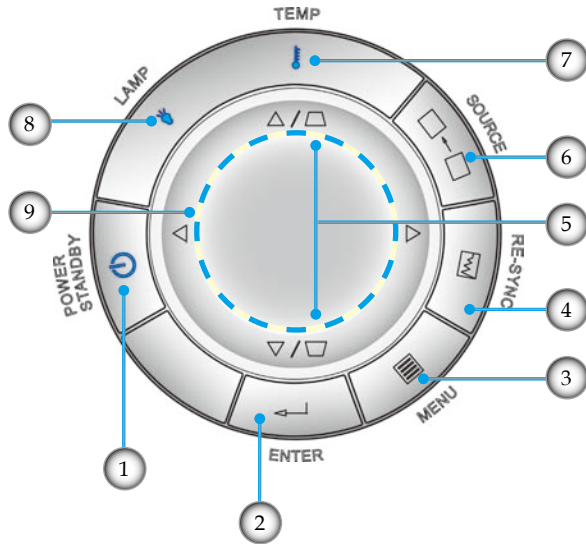 TEMP
7
LAMP
SOURCE
8
6
9
5
POWER
STANDBY
RE-SYNC
4
3
MENU
1
ENTER
2